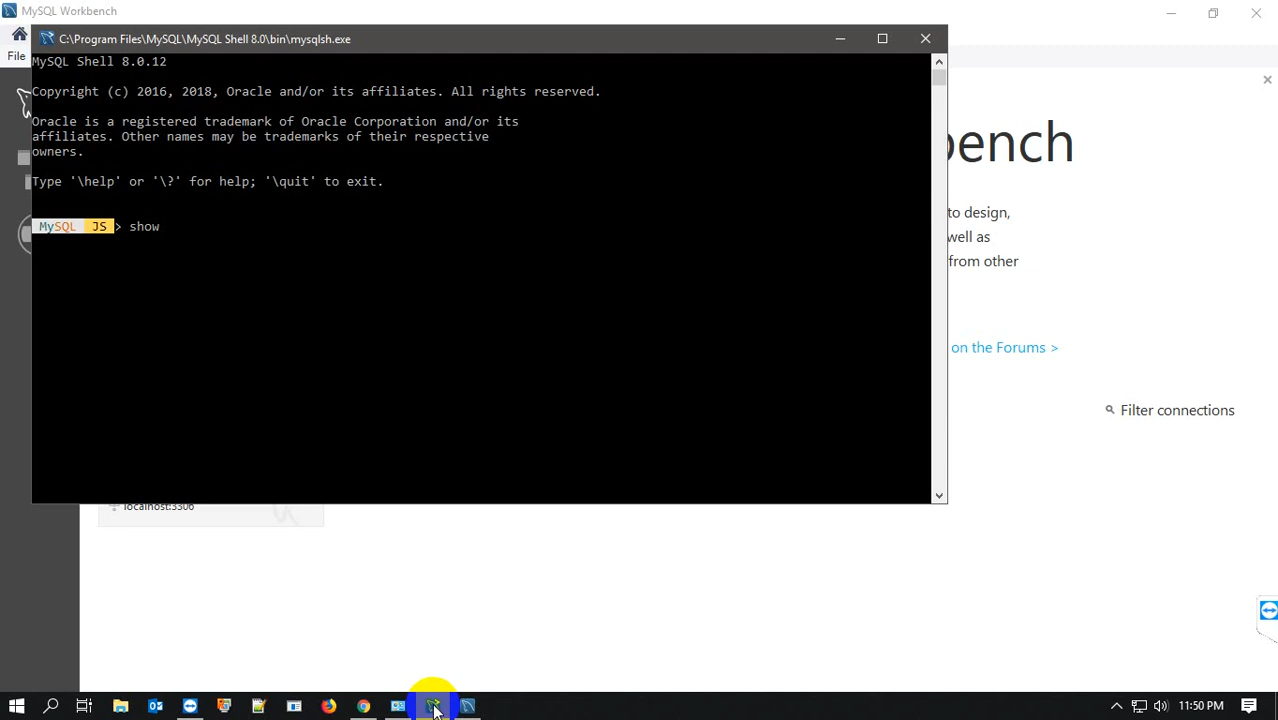 MySQL Workbench
C:\Program Files\MySQL\MySQL Shell 8.0\bin\mysqlsh.exe
File
MySQL Shell 8.0.12
Copyright (c) 2016, 2018, Oracle and/or its affiliates. All rights reserved.
Oracle is a registered trademark of Oracle Corporation and/or its
affiliates. Other names may be trademarks of their respective
owners.
Type '\help' or '\?' for help; '\quit' to exit.
MySQL JS > show
bench
to design,
well as
from other
on the Forums >
Filter connections
localhost:3306
11:50 PM